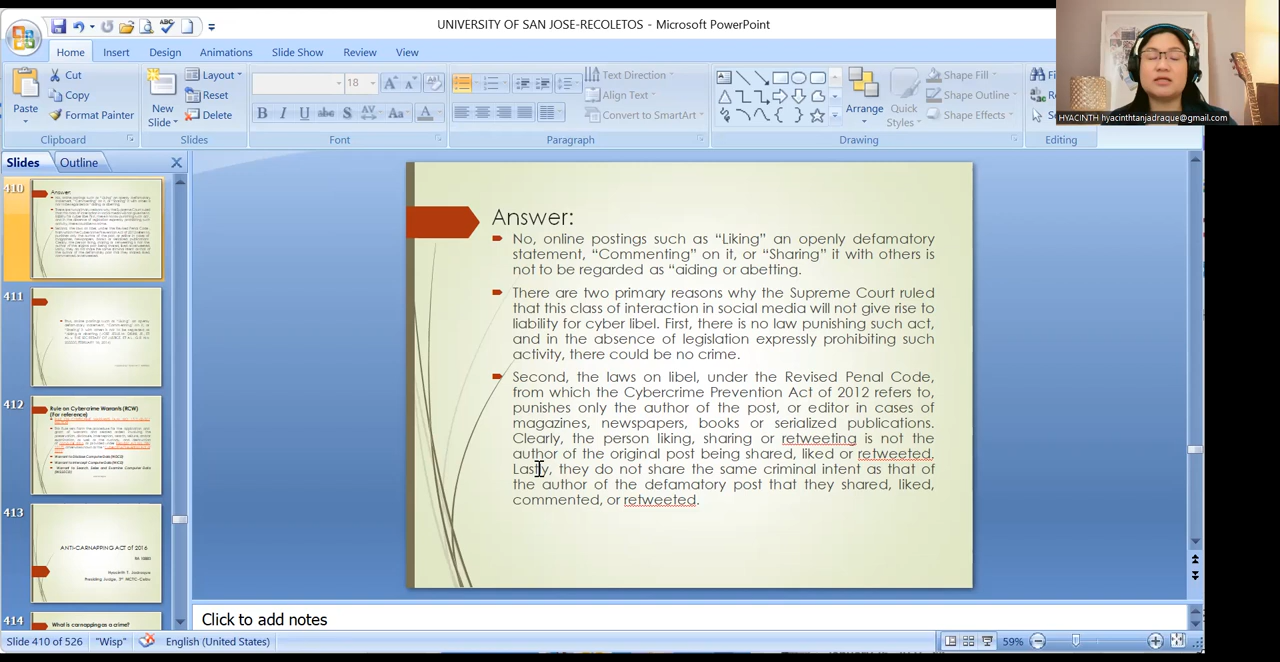 UNIVERSITY OF SAN JOSE-RECOLETOS - Microsoft PowerPoint
Home Insert Design Animations Slide Show Review View
Cut
Copy
Format Painter
Paste
Clipboard
New
Slide
Layout
Reset
Delete
Slides
18
Font
Text Direction
Align Text
Convert to SmartArt
Paragraph
Arrange
Quick
Styles
Shape Fill
Shape Outline
Shape Effects
Drawing
Editing
HYACINTH hyacinthtanjadraque@gmail.com
Slides Outline
410
Answer:
411
412
Rule on Cybercrime Warrants (RCW)
(For reference)
413
ANTI-CARNAPPING ACT OF 2016
414
What is carnapping as a crime?
Answer:
No, online postings such as “Liking” an openly defamatory
statement, “Commenting” on it, or “Sharing” it with others is
not to be regarded as “aiding or abetting.
There are two primary reasons why the Supreme Court ruled
that this class of interaction in social media will not give rise to
liability for cyber libel. First, there is no law punishing such act,
and in the absence of legislation expressly prohibiting such
activity, there could be no crime.
Second, the laws on libel, under the Revised Penal Code,
from which the Cybercrime Prevention Act of 2012 refers to,
punishes only the author of the post, or editor in cases of
magazines, newspapers, books or serialized publications.
Clearly, the person liking, sharing or retweeting is not the
author of the original post being shared, liked or retweeted.
Lastly, they do not share the same criminal intent as that of
the author of the defamatory post that they shared, liked,
commented, or retweeted.
Click to add notes
Slide 410 of 526 "Wisp" English (United States) 59%